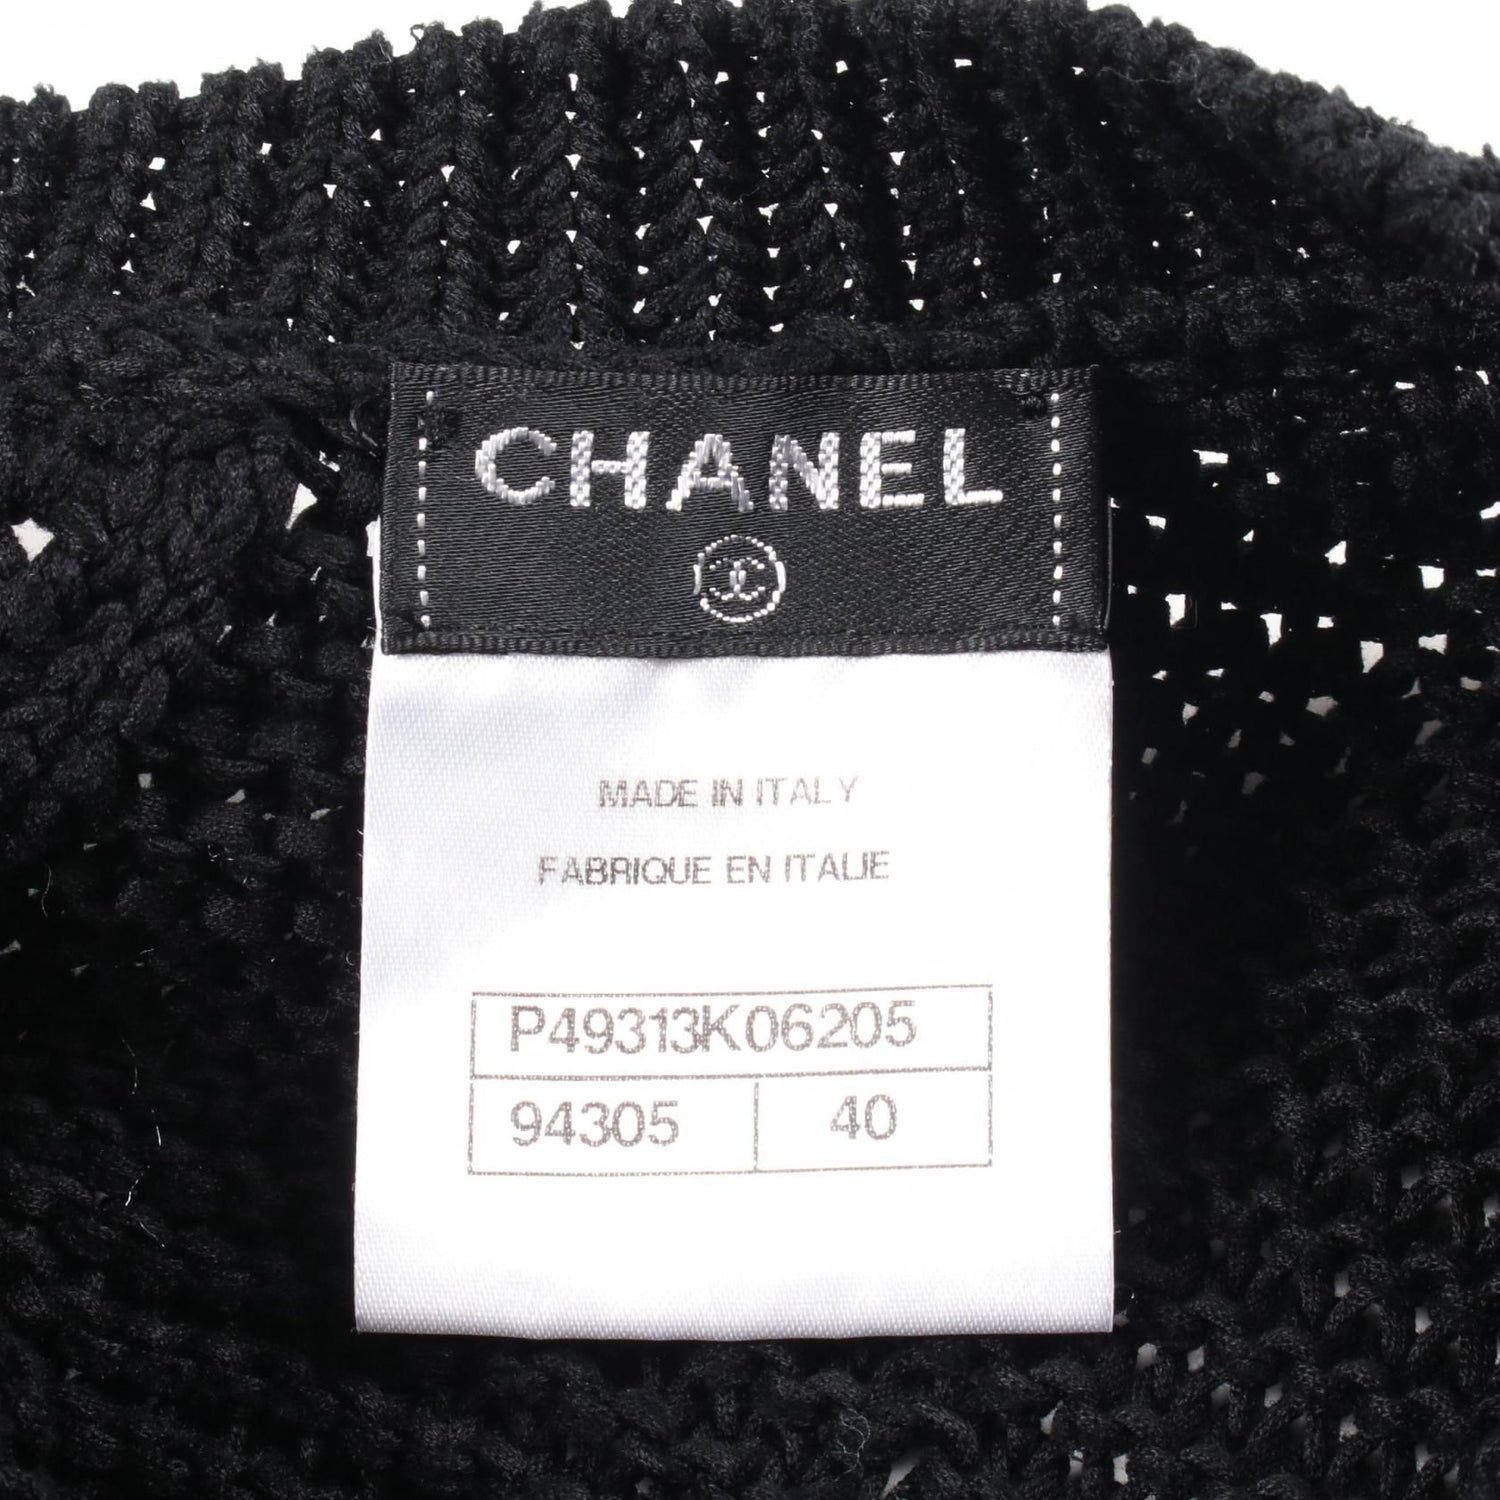 CHANEL
MADE IN ITALY
FABRIQUE EN ITALIE
P49313K06205
94305 40